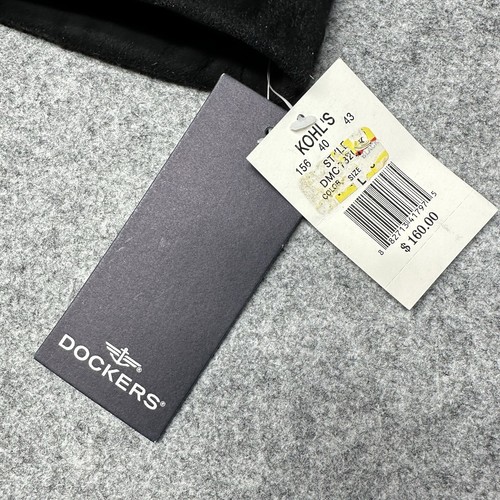 KOHL'S
156 40 43
STYLE
COLOR SIZE
L
$ 160.00
DOCKERS®